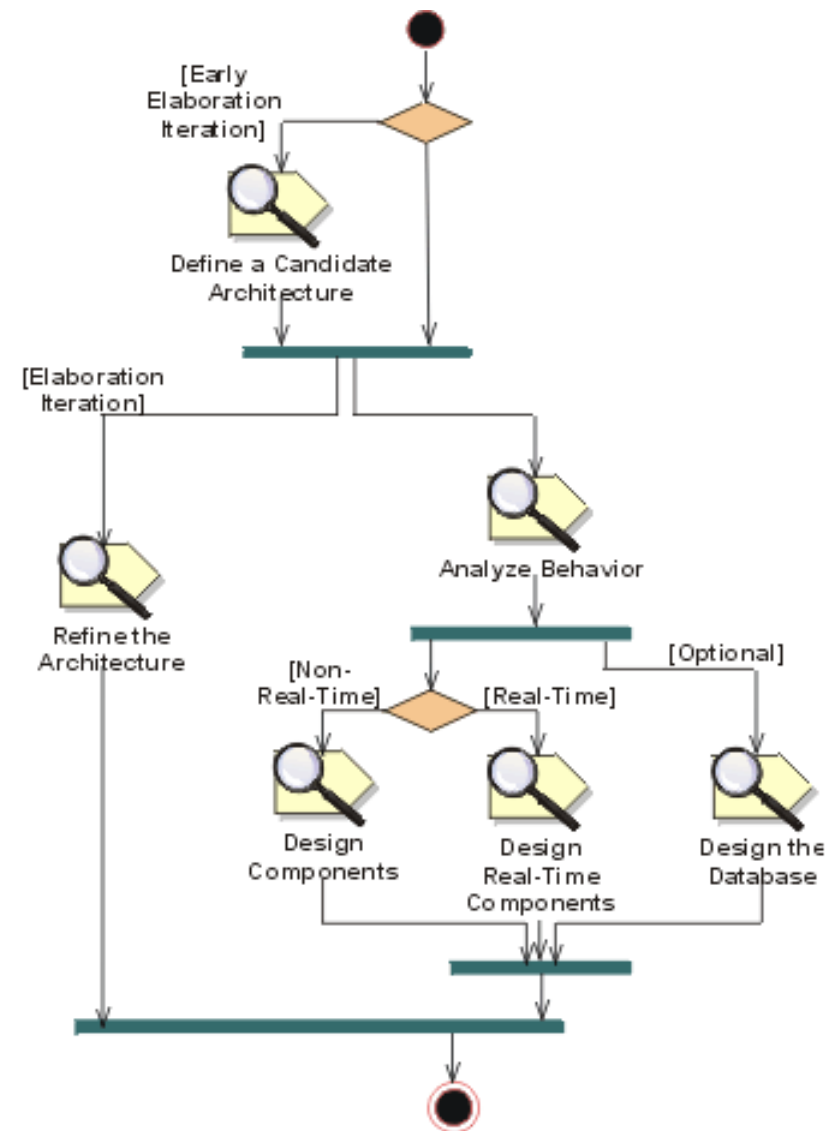 [Early
Elaboration
Iteration]
Define a Candidate
Architecture
[Elaboration
Iteration]
Analyze Behavior
Refine the
Architecture
[Optional]
[Non-
Real-Time]
[Real-Time]
Design
Components
Design
Real-Time
Components
Design the
Database